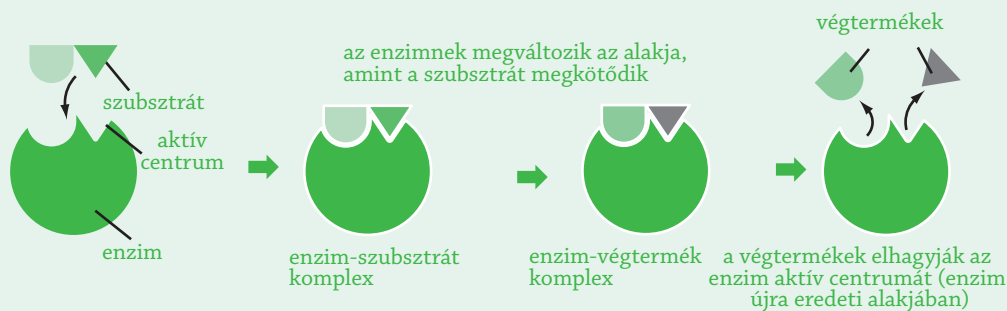 végtermékek
az enzimnek megváltozik az alakja,
amint a szubsztrát megkötődik
szubsztrát
aktív
centrum
enzim
enzim-szubsztrát
komplex
enzim-végtermék
komplex
a végtermékek elhagyják az
enzim aktív centrumát (enzim
újra eredeti alakjában)